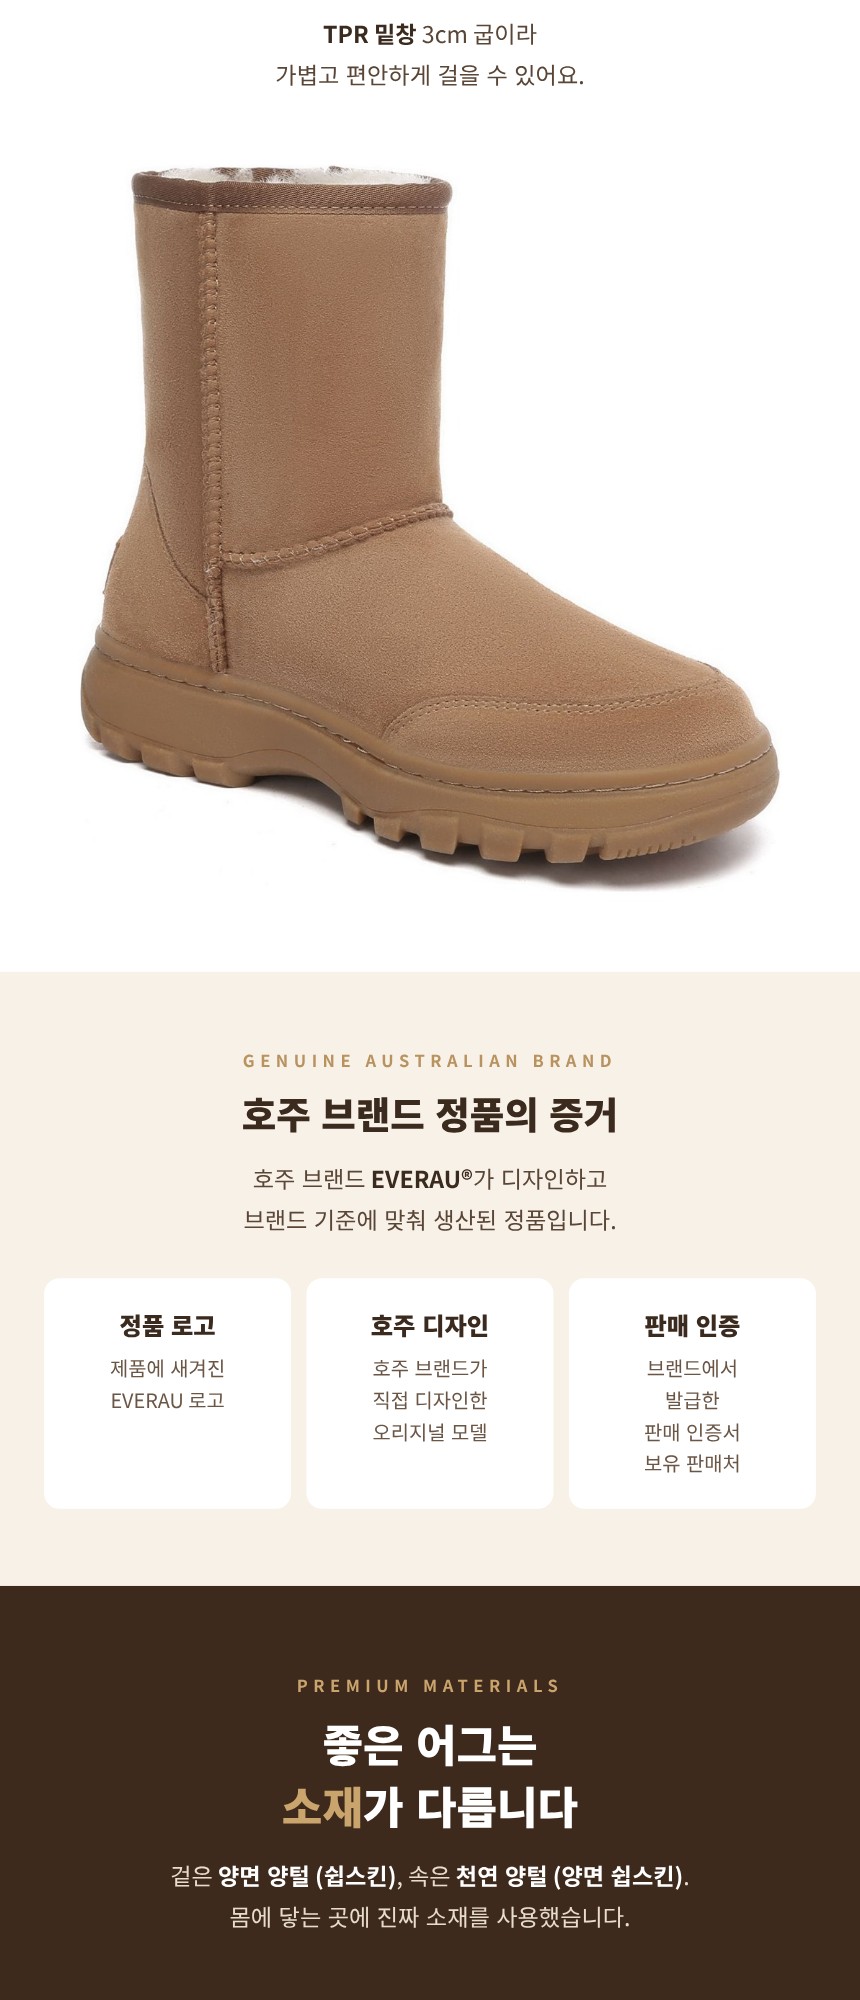 TPR 밑창 3cm 굽이라
가볍고 편안하게 걸을 수 있어요.
GENUINE AUSTRALIAN BRAND
호주 브랜드 정품의 증거
호주 브랜드 EVERAU®가 디자인하고
브랜드 기준에 맞춰 생산된 정품입니다.
정품 로고
제품에 새겨진
EVERAU 로고
호주 디자인
호주 브랜드가
직접 디자인한
오리지널 모델
판매 인증
브랜드에서
발급한
판매 인증서
보유 판매처
PREMIUM MATERIALS
좋은 어그는
소재가 다릅니다
겉은 양면 양털 (쉽스킨), 속은 천연 양털 (양면 쉽스킨).
몸에 닿는 곳에 진짜 소재를 사용했습니다.